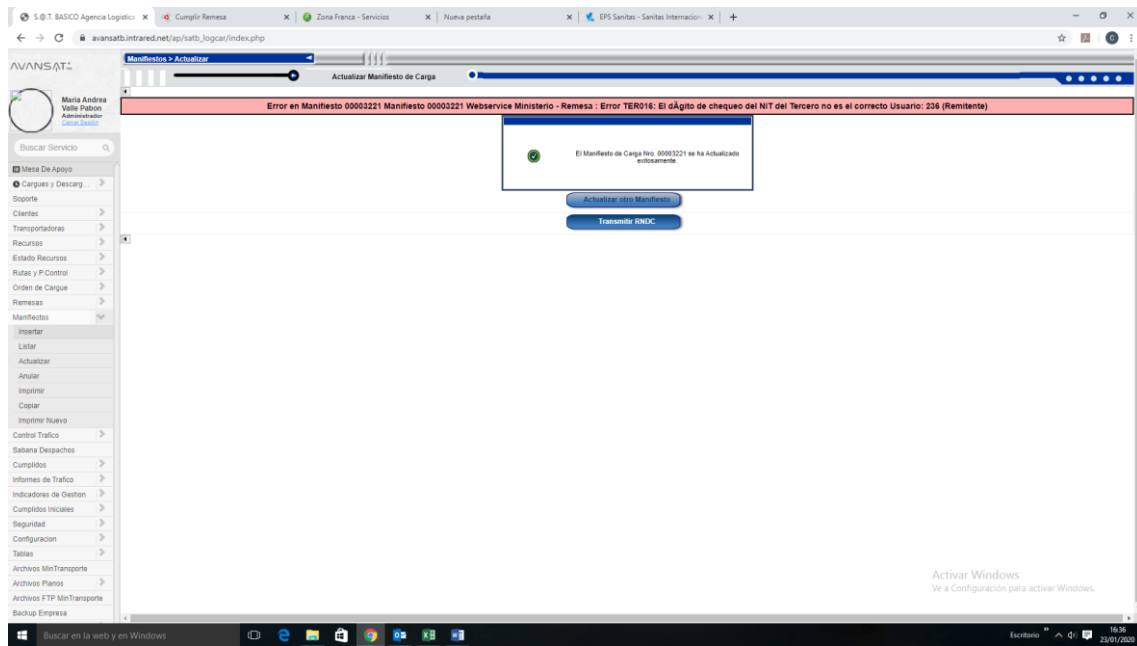 S.@.T. BASICO Agencia Logistica
Cumplir Remesa
Zona Franca - Servicios
Nueva pestaña
EPS Sanitas - Sanitas Internacion
avansatb.intrared.net/ap/satb_logcar/index.php
AVANSAT
Manifiestos > Actualizar
Actualizar Manifiesto de Carga
Maria Andrea
Valle Pabon
Administrador
Cerrar Sesión
Error en Manifiesto 00003221 Manifiesto 00003221 Webservice Ministerio - Remesa : Error TER016: El dÃgito de chequeo del NIT del Tercero no es el correcto Usuario: 236 (Remitente)
El Manifiesto de Carga Nro. 00003221 se ha Actualizado
exitosamente.
Actualizar otro Manifiesto
Transmitir RNDC
Buscar Servicio
Mesa De Apoyo
Cargues y Descarg...
Soporte
Clientes
Transportadoras
Recursos
Estado Recursos
Rutas y P.Control
Orden de Cargue
Remesas
Manifiestos
Insertar
Listar
Actualizar
Anular
Imprimir
Copiar
Imprimir Nuevo
Control Trafico
Sabana Despachos
Cumplidos
Informes de Trafico
Indicadores de Gestion
Cumplidos Iniciales
Seguridad
Configuracion
Tablas
Archivos MinTransporte
Archivos Planos
Archivos FTP MinTransporte
Backup Empresa
Activar Windows
Ve a Configuración para activar Windows.
Buscar en la web y en Windows
Escritorio
16:36
23/01/2020